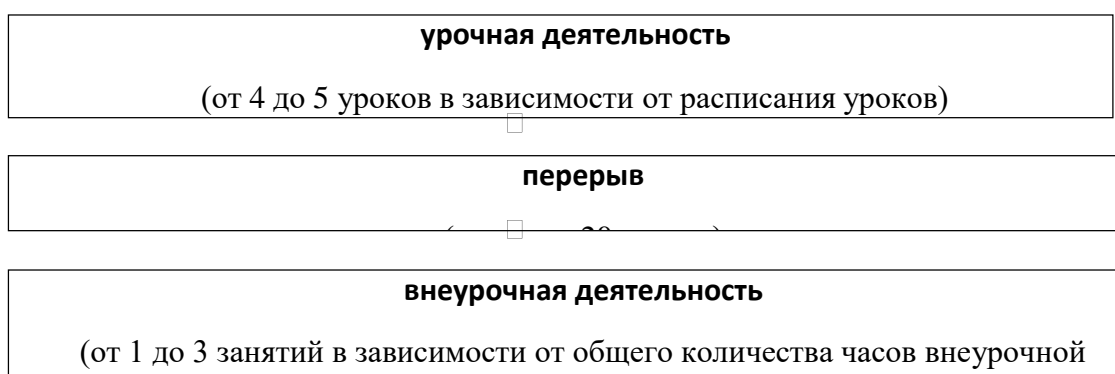 урочная деятельность
(от 4 до 5 уроков в зависимости от расписания уроков)
перерыв
внеурочная деятельность
(от 1 до 3 занятий в зависимости от общего количества часов внеурочной